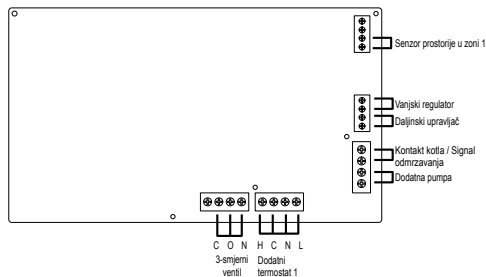 Senzor prostorije u zoni 1
Vanjski regulator
Daljinski upravljač
Kontakt kotla / Signal
odmrzavanja
Dodatna pumpa
C O N H C N L
3-smjerni
ventil
Dodatni
termostat 1